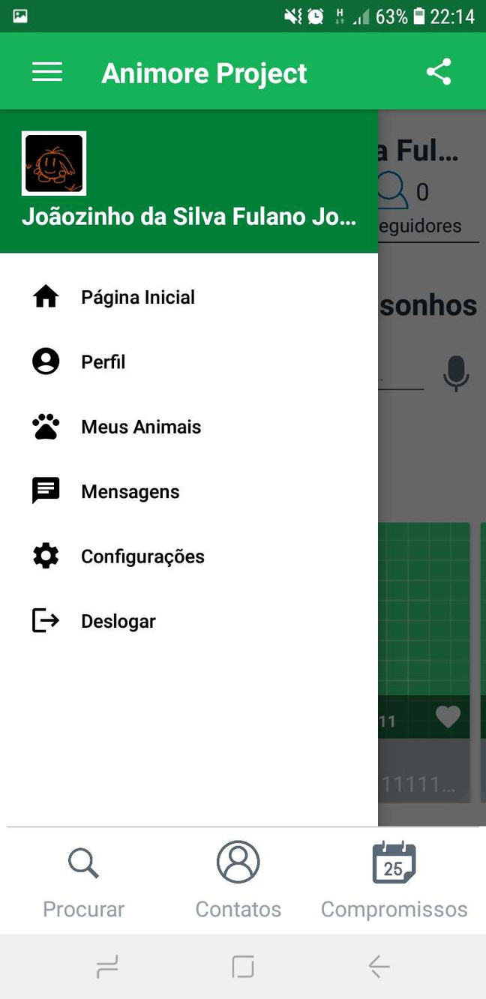 H 63% 22:14
Animore Project
a Ful...
0
eguidores
Joãozinho da Silva Fulano Jo...
sonhos
Página Inicial
Perfil
Meus Animais
Mensagens
Configurações
Deslogar
11
11111...
25
Procurar
Contatos
Compromissos